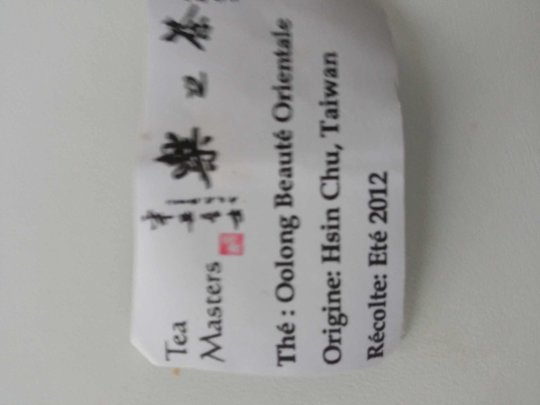 Tea
Masters
Thé : Oolong Beauté Orientale
Origine: Hsin Chu, Taiwan
Récolte: Eté 2012